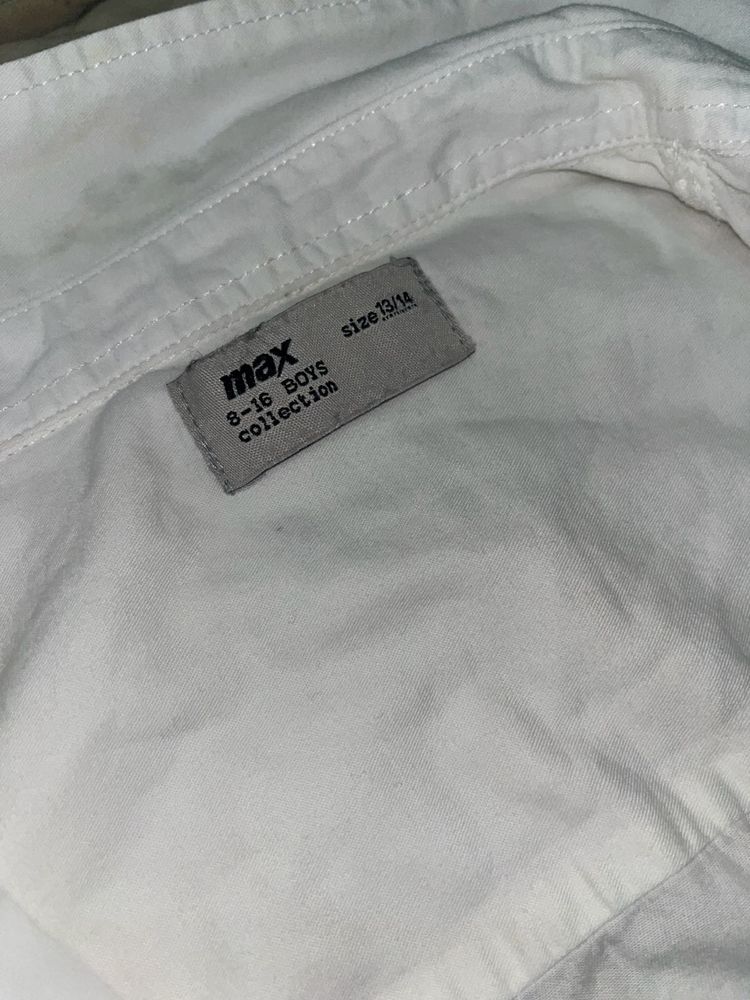 max
8-16 BOYS
collection
size 13/14